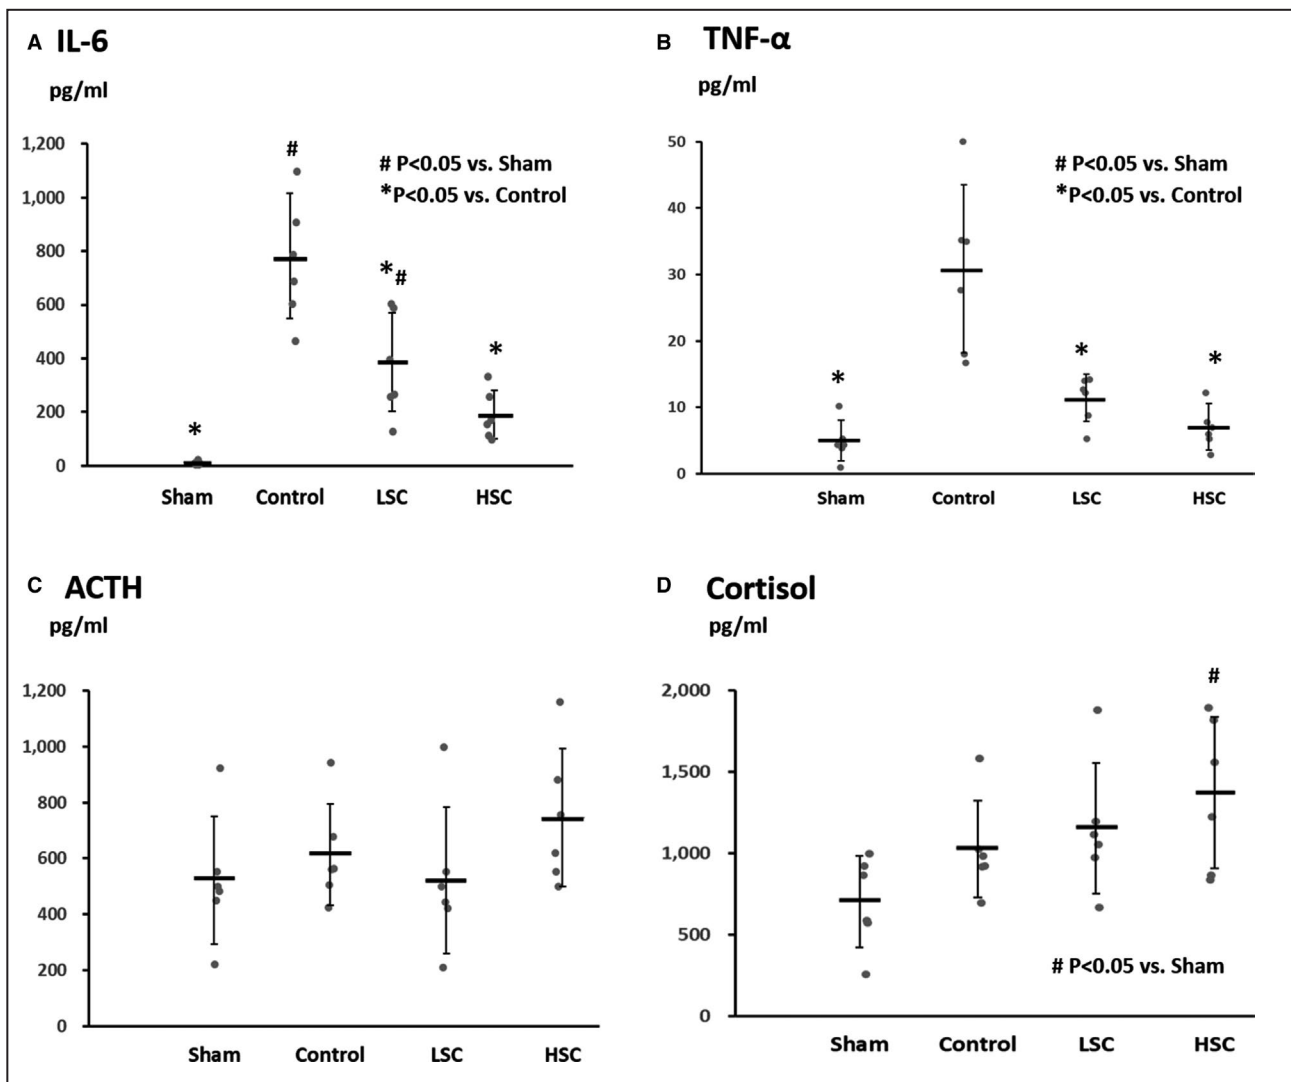 A IL-6
pg/ml
1,200
1,000
800
600
400
200
0
#
*#
*
*
# P<0.05 vs. Sham
*P<0.05 vs. Control
Sham Control LSC HSC
B TNF-α
pg/ml
50
40
30
20
10
0
*
*
*
# P<0.05 vs. Sham
*P<0.05 vs. Control
Sham Control LSC HSC
C ACTH
pg/ml
1,200
1,000
800
600
400
200
0
Sham Control LSC HSC
D Cortisol
pg/ml
2,000
1,500
1,000
500
0
#
# P<0.05 vs. Sham
Sham Control LSC HSC